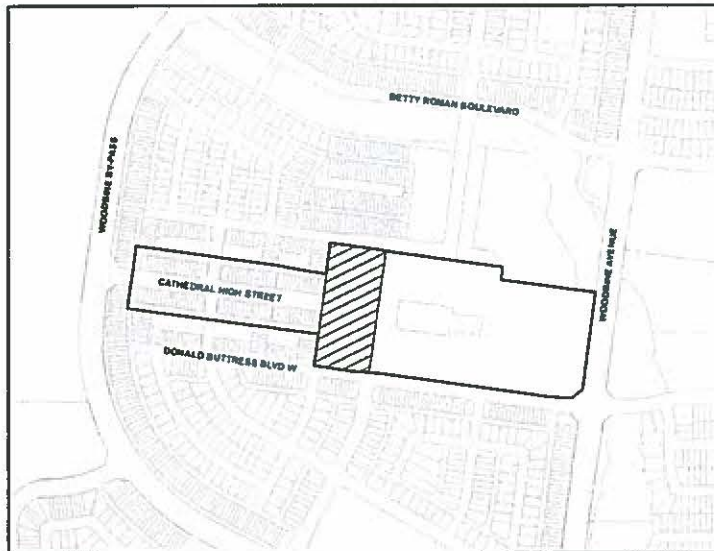 BETTY ROMAN BOULEVARD
WOODBINE BY-PASS
WOODBINE AVENUE
CATHEDRAL HIGH STREET
DONALD BUTTRESS BLVD W